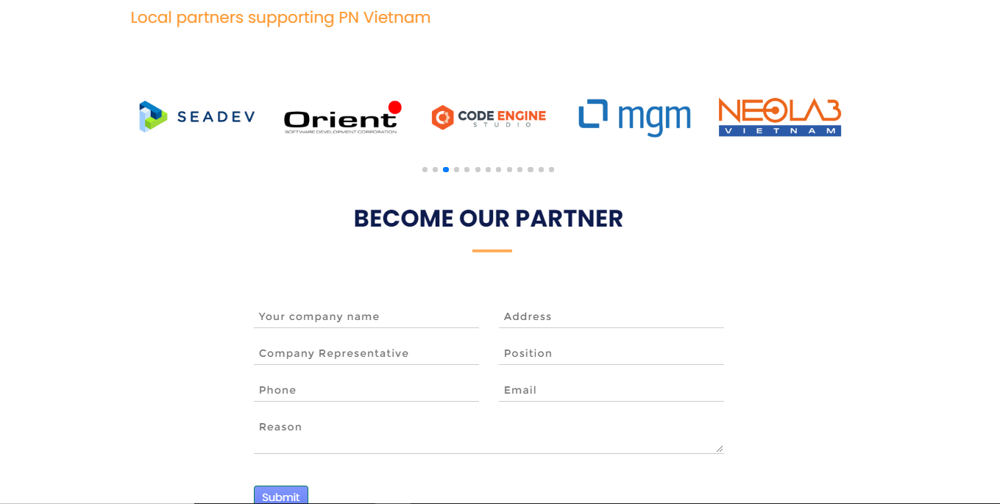 Local partners supporting PN Vietnam
SEADEV
Orient
SOFTWARE DEVELOPMENT CORPORATION
CODE ENGINE
STUDIO
mgm
NEOLAB
VIETNAM
BECOME OUR PARTNER
Your company name
Address
Company Representative
Position
Phone
Email
Reason
Submit